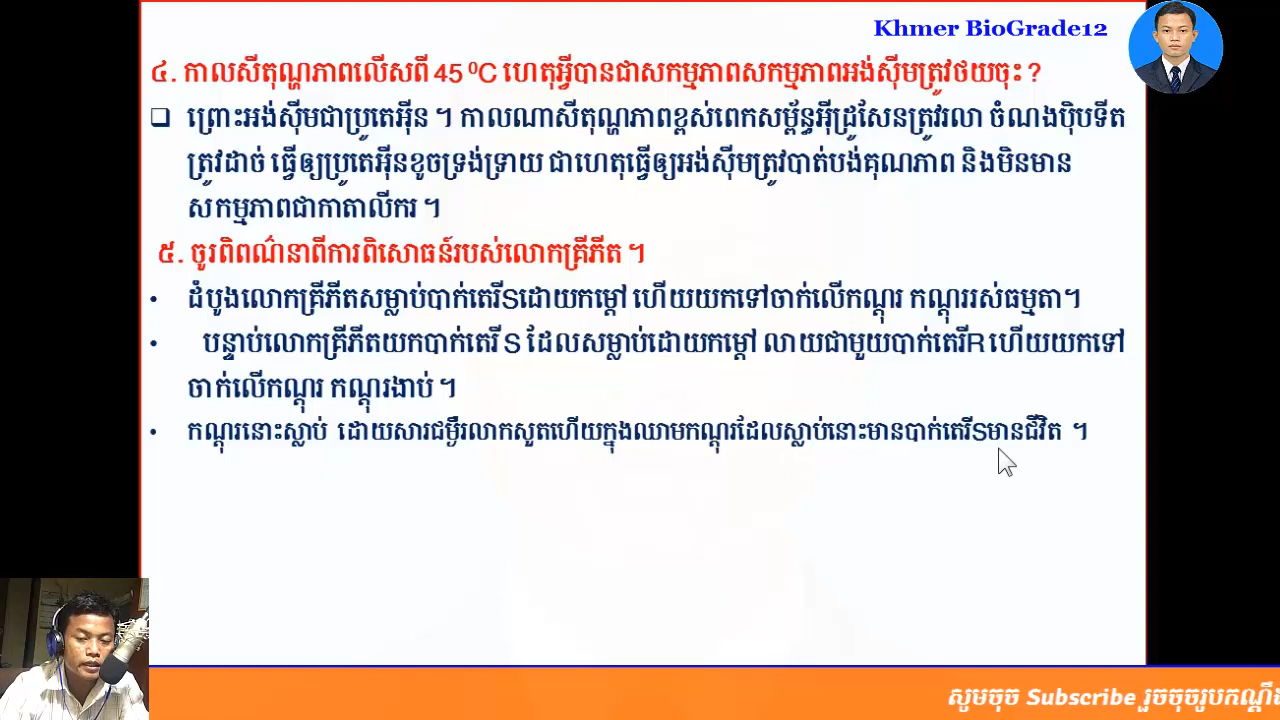 Khmer BioGrade12
៤. កាលសីតុណ្ហភាពលើសពី 45 ⁰C ហេតុអ្វីបានជាសកម្មភាពសកម្មភាពអង់ស៊ីមត្រូវថយចុះ ?
❑ ព្រោះអង់ស៊ីមជាប្រូតេអ៊ីន ។ កាលណាសីតុណ្ហភាពខ្ពស់ពេកសម្ព័ន្ធអ៊ីដ្រូសែនត្រូវរលា ចំណងប៉ិបទីត
ត្រូវដាច់ ធ្វើឲ្យប្រូតេអ៊ីនខូចទ្រង់ទ្រាយ ជាហេតុធ្វើឲ្យអង់ស៊ីមត្រូវបាត់បង់គុណភាព និងមិនមាន
សកម្មភាពជាកាតាលីករ ។
៥. ចូរពិពណ៌នាពីការពិសោធន៍របស់លោកគ្រីភីត ។
• ដំបូងលោកគ្រីភីតសម្លាប់បាក់តេរីSដោយកម្ដៅ ហើយយកទៅចាក់លើកណ្ដុរ កណ្ដុររស់ធម្មតា។
• បន្ទាប់លោកគ្រីភីតយកបាក់តេរី S ដែលសម្លាប់ដោយកម្ដៅ លាយជាមួយបាក់តេរីR ហើយយកទៅ
ចាក់លើកណ្ដុរ កណ្ដុរងាប់ ។
• កណ្ដុរនោះស្លាប់ ដោយសារជម្ងឺរលាកសួតហើយក្នុងឈាមកណ្ដុរដែលស្លាប់នោះមានបាក់តេរីSមានជីវិត ។
សូមចុច Subscribe រួចចុចរូបកណ្ដឹង